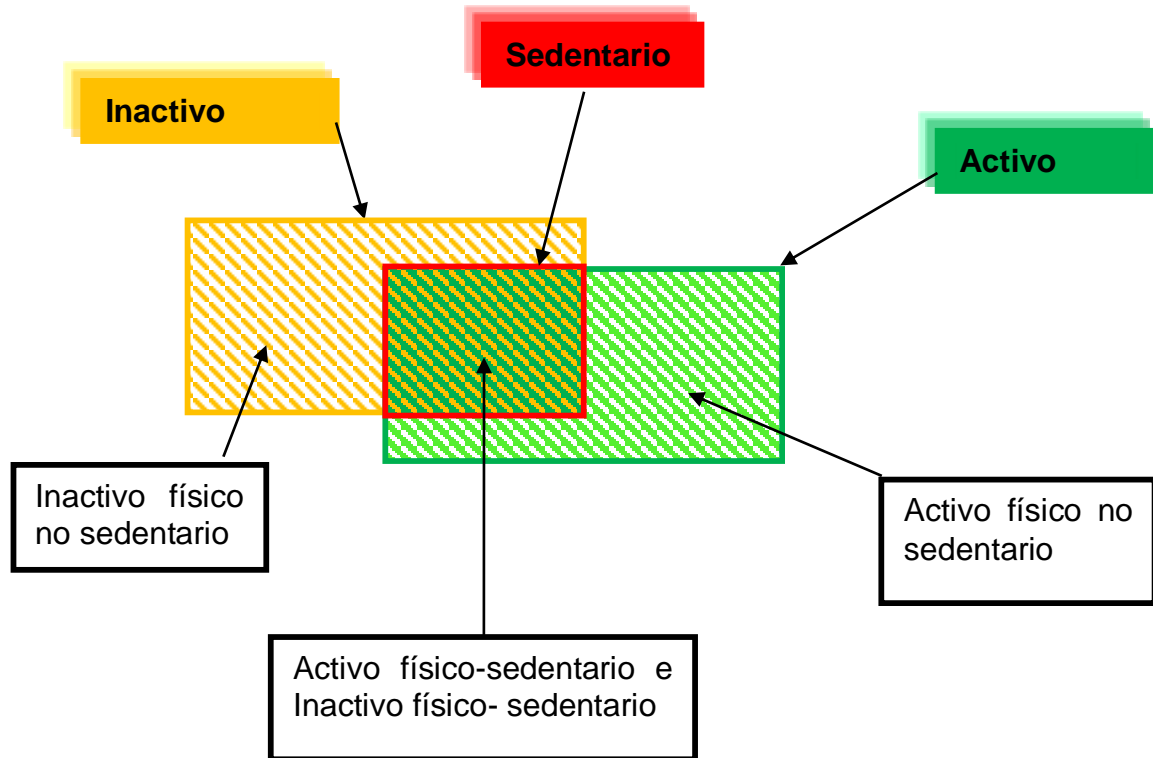 Sedentario
Inactivo
Activo
Inactivo físico
no sedentario
Activo físico no
sedentario
Activo físico-sedentario e
Inactivo físico- sedentario